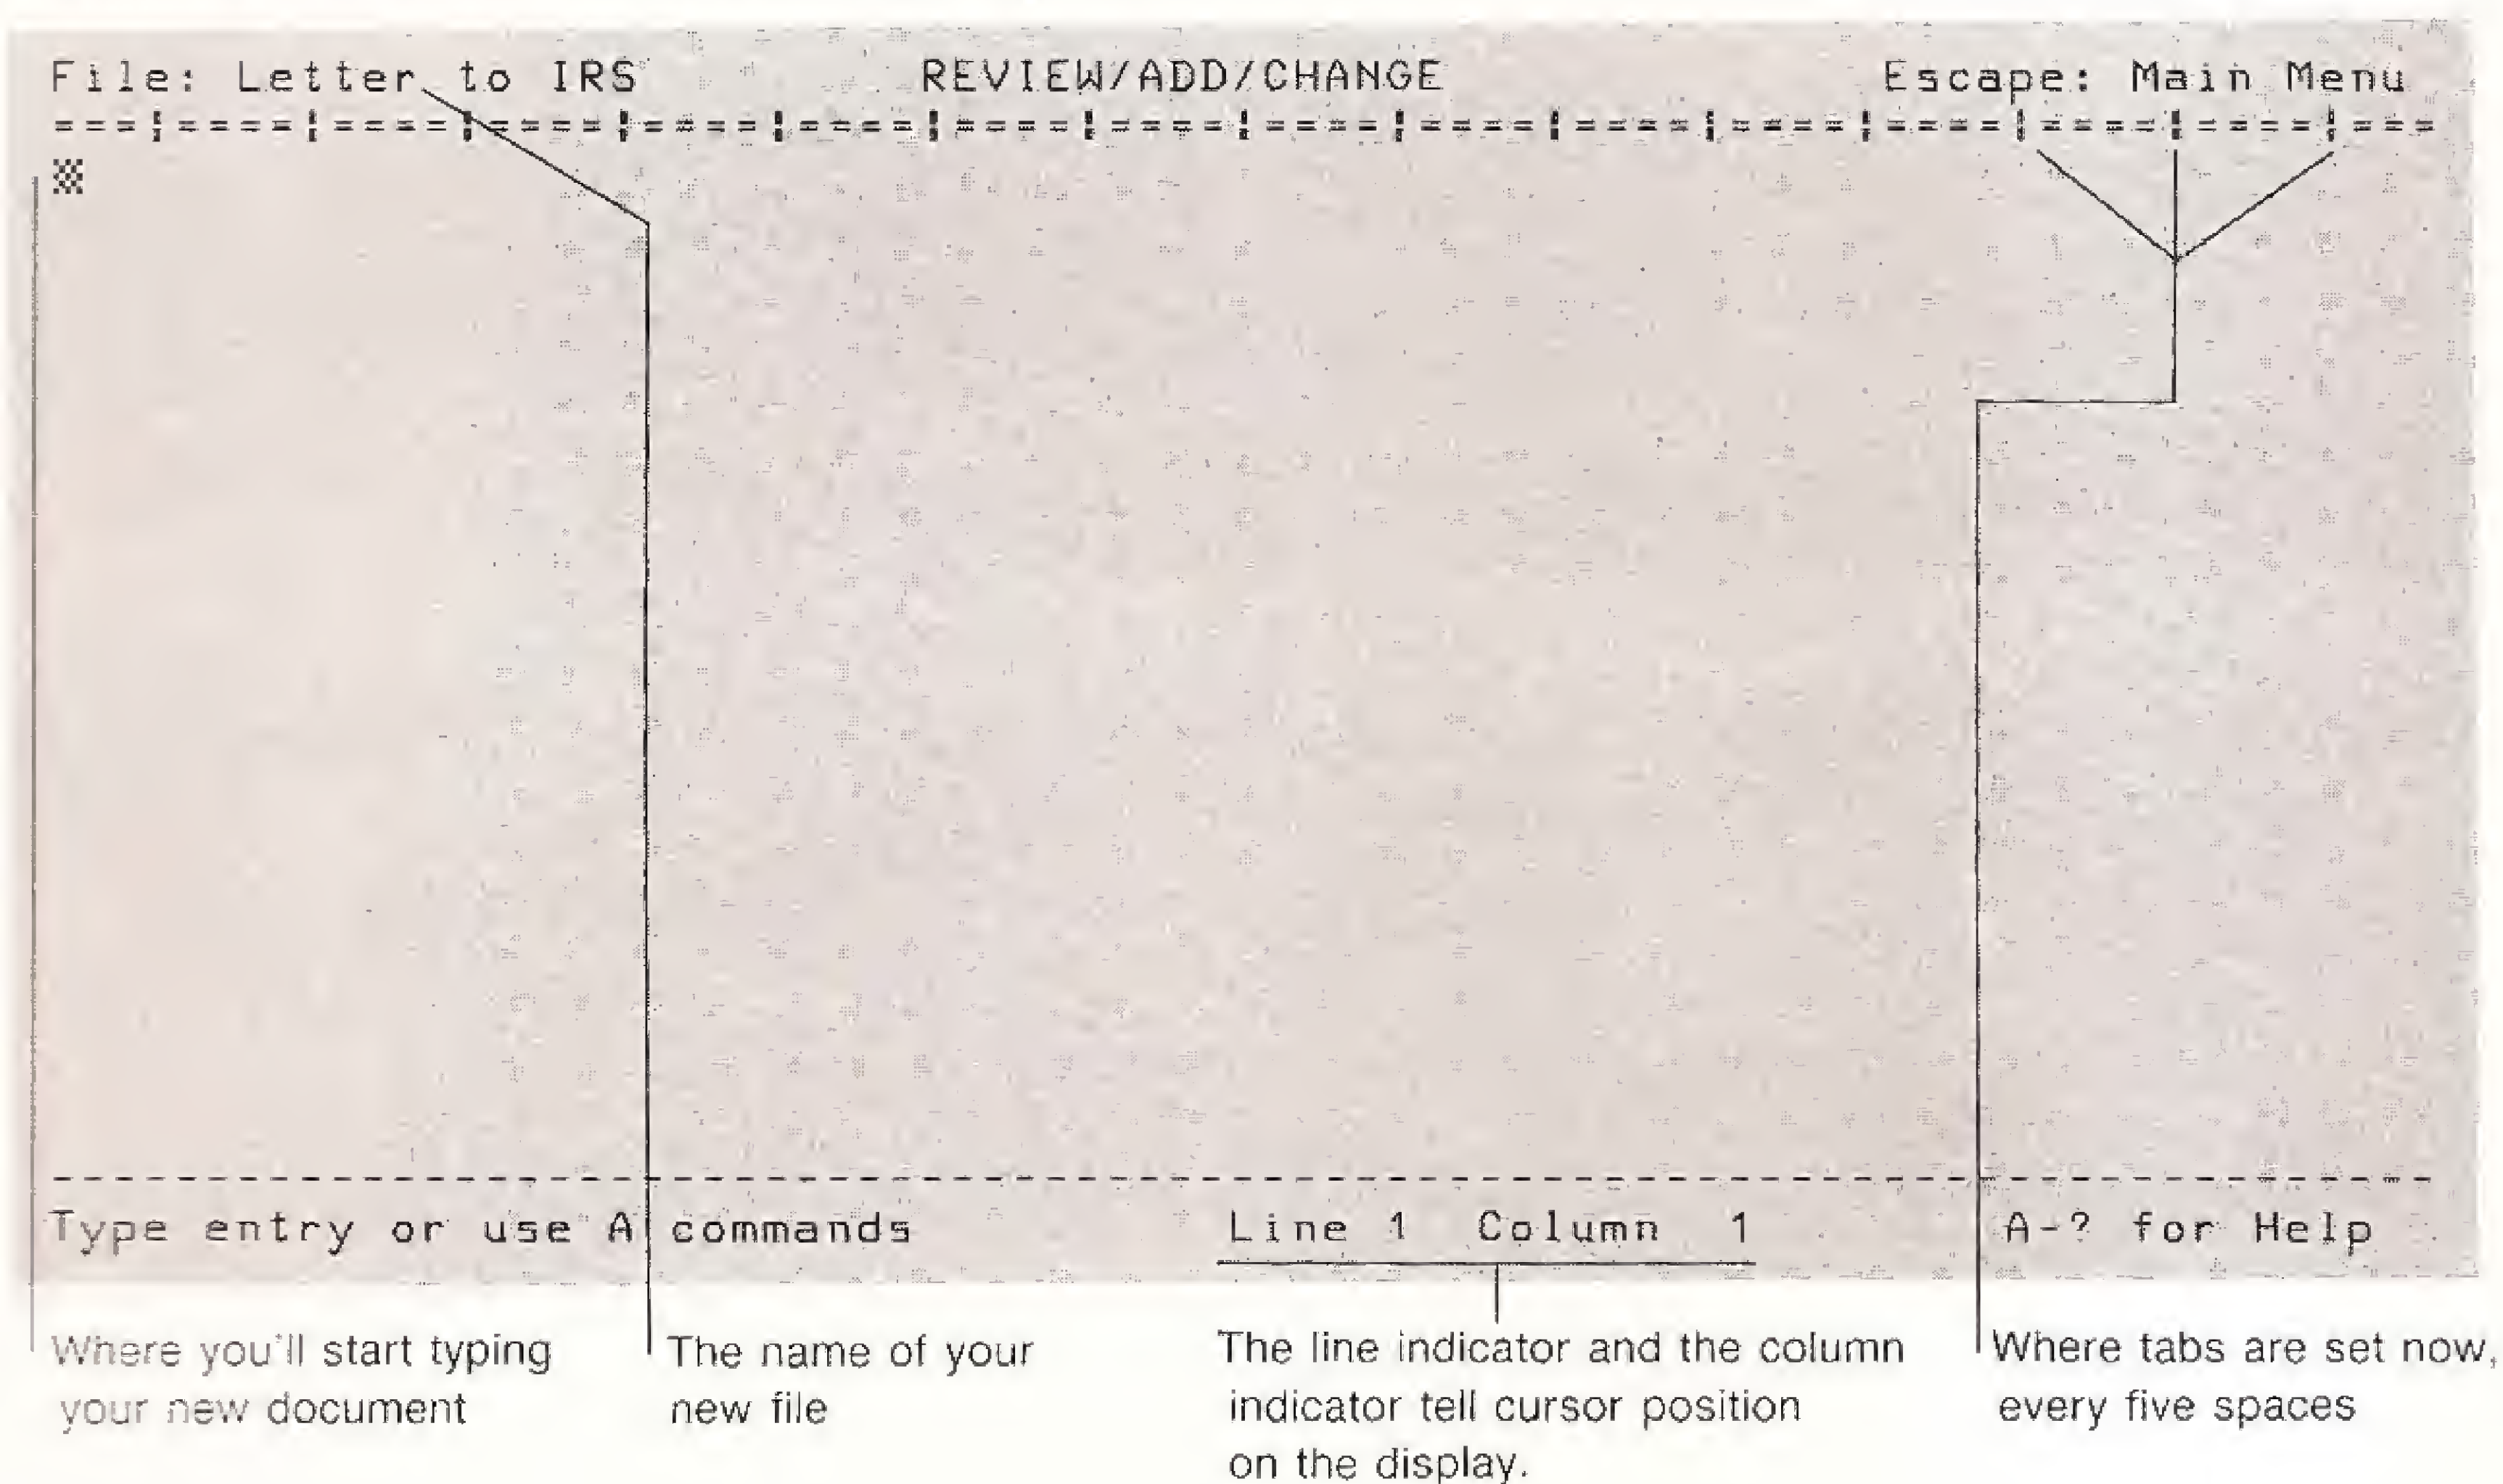 File: Letter to IRS REVIEW/ADD/CHANGE Escape: Main Menu
===|====|====|====|====|====|====|====|====|====|====|====|====|====|====|===
Type entry or use A commands Line 1 Column 1 A-? for Help
Where you'll start typing
your new document
The name of your
new file
The line indicator and the column
indicator tell cursor position
on the display.
Where tabs are set now,
every five spaces